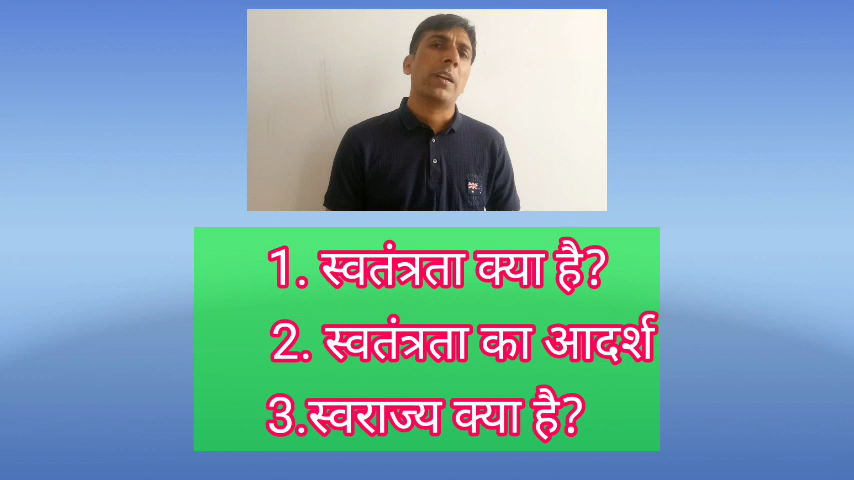 1. स्वतंत्रता क्या है?
2. स्वतंत्रता का आदर्श
3.स्वराज्य क्या है?